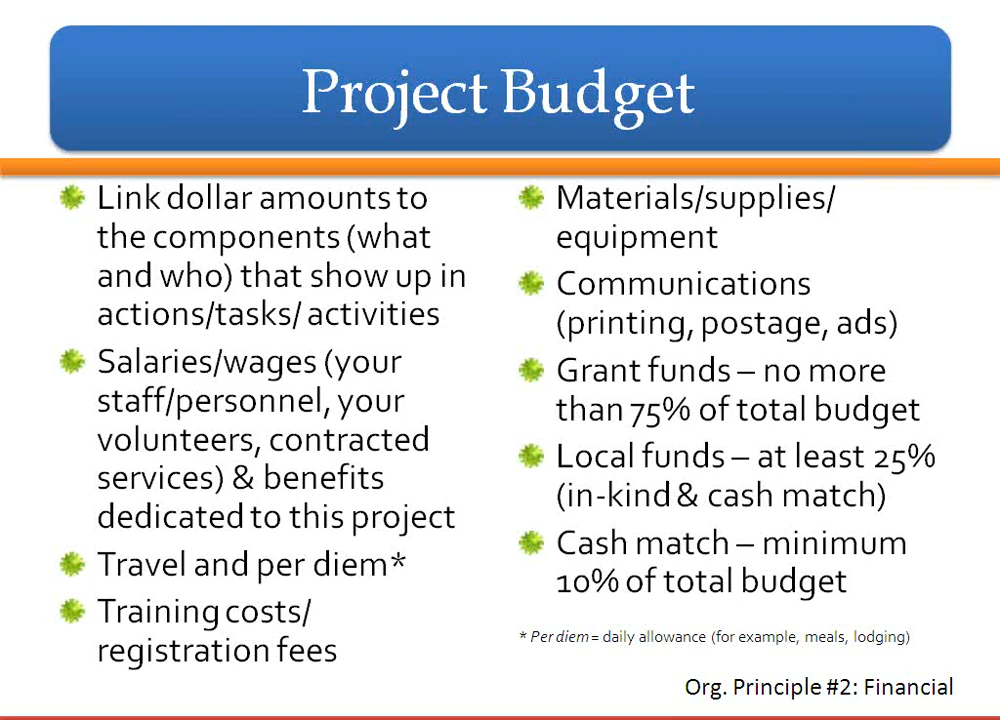 Project Budget
Link dollar amounts to
the components (what
and who) that show up in
actions/tasks/ activities
Salaries/wages (your
staff/personnel, your
volunteers, contracted
services) & benefits
dedicated to this project
Travel and per diem*
Training costs/
registration fees
Materials/supplies/
equipment
Communications
(printing, postage, ads)
Grant funds – no more
than 75% of total budget
Local funds – at least 25%
(in-kind & cash match)
Cash match – minimum
10% of total budget
* Per diem = daily allowance (for example, meals, lodging)
Org. Principle #2: Financial